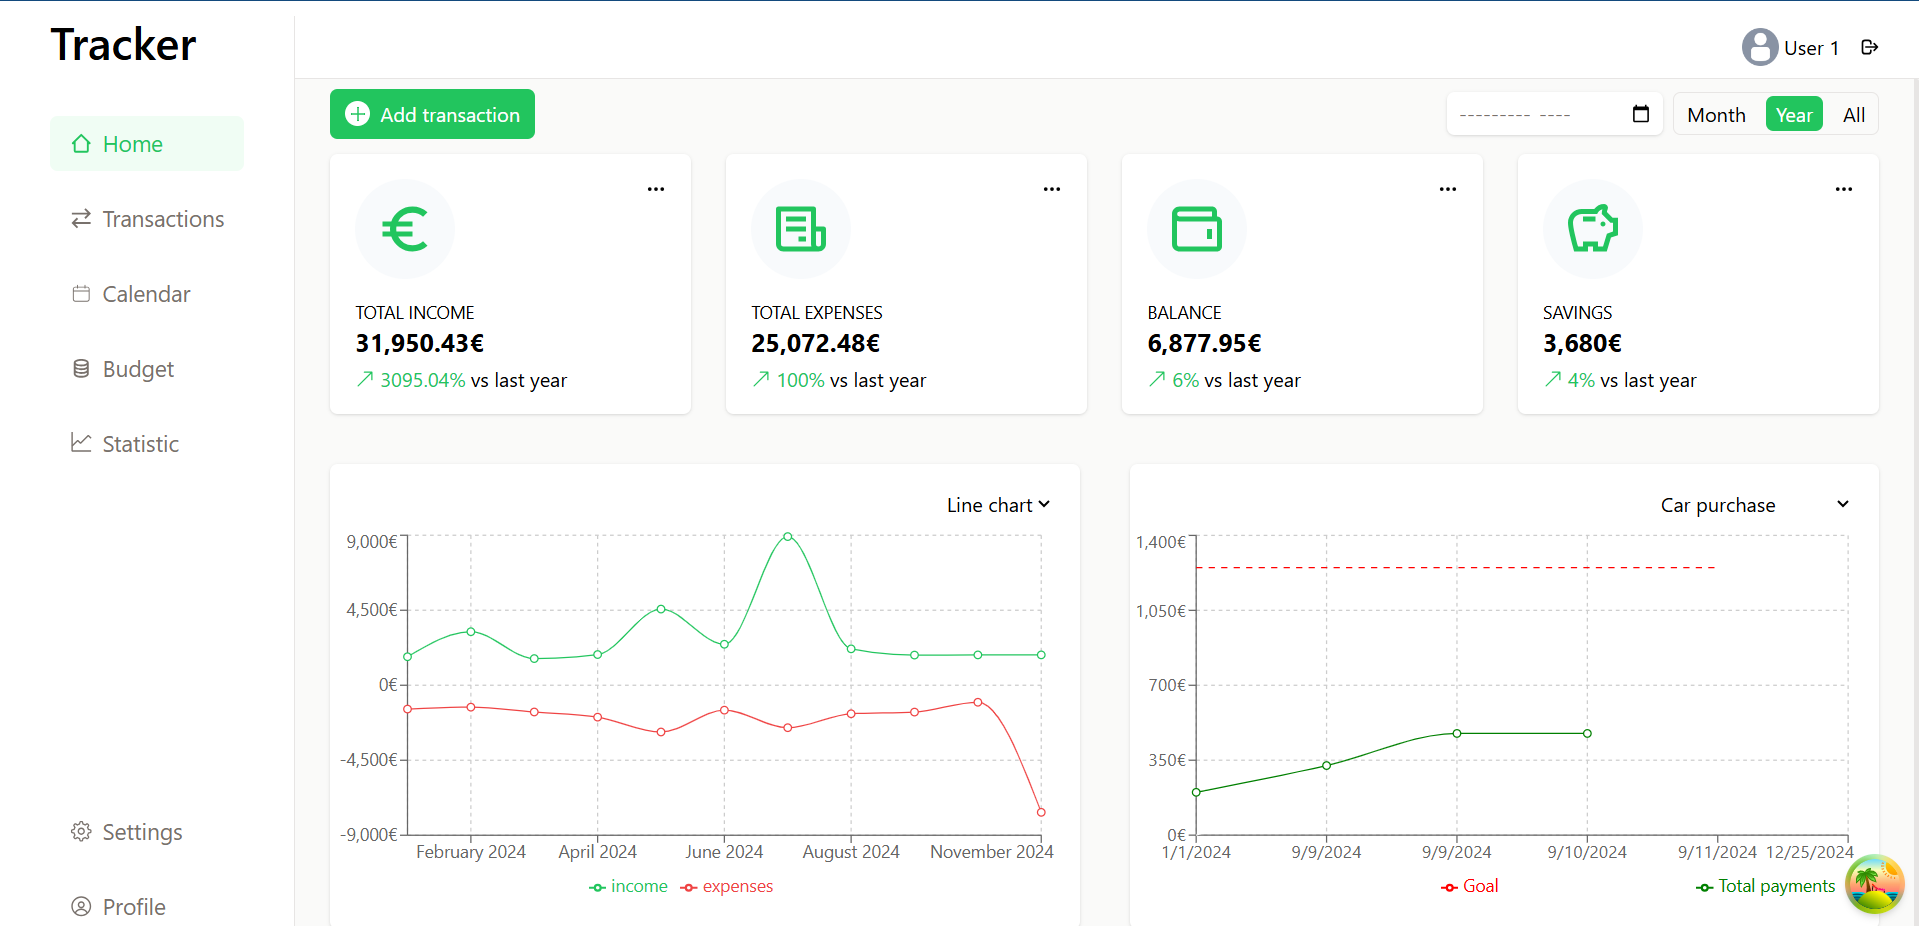 Tracker
User 1
Home
Transactions
Calendar
Budget
Statistic
Settings
Profile
Add transaction
--------- ----
Month Year All
TOTAL INCOME
31,950.43€
3095.04% vs last year
TOTAL EXPENSES
25,072.48€
100% vs last year
BALANCE
6,877.95€
6% vs last year
SAVINGS
3,680€
4% vs last year
Line chart
9,000€
4,500€
0€
-4,500€
-9,000€
February 2024 April 2024 June 2024 August 2024 November 2024
income expenses
Car purchase
1,400€
1,050€
700€
350€
0€
1/1/2024 9/9/2024 9/9/2024 9/10/2024 9/11/2024 12/25/2024
Goal Total payments